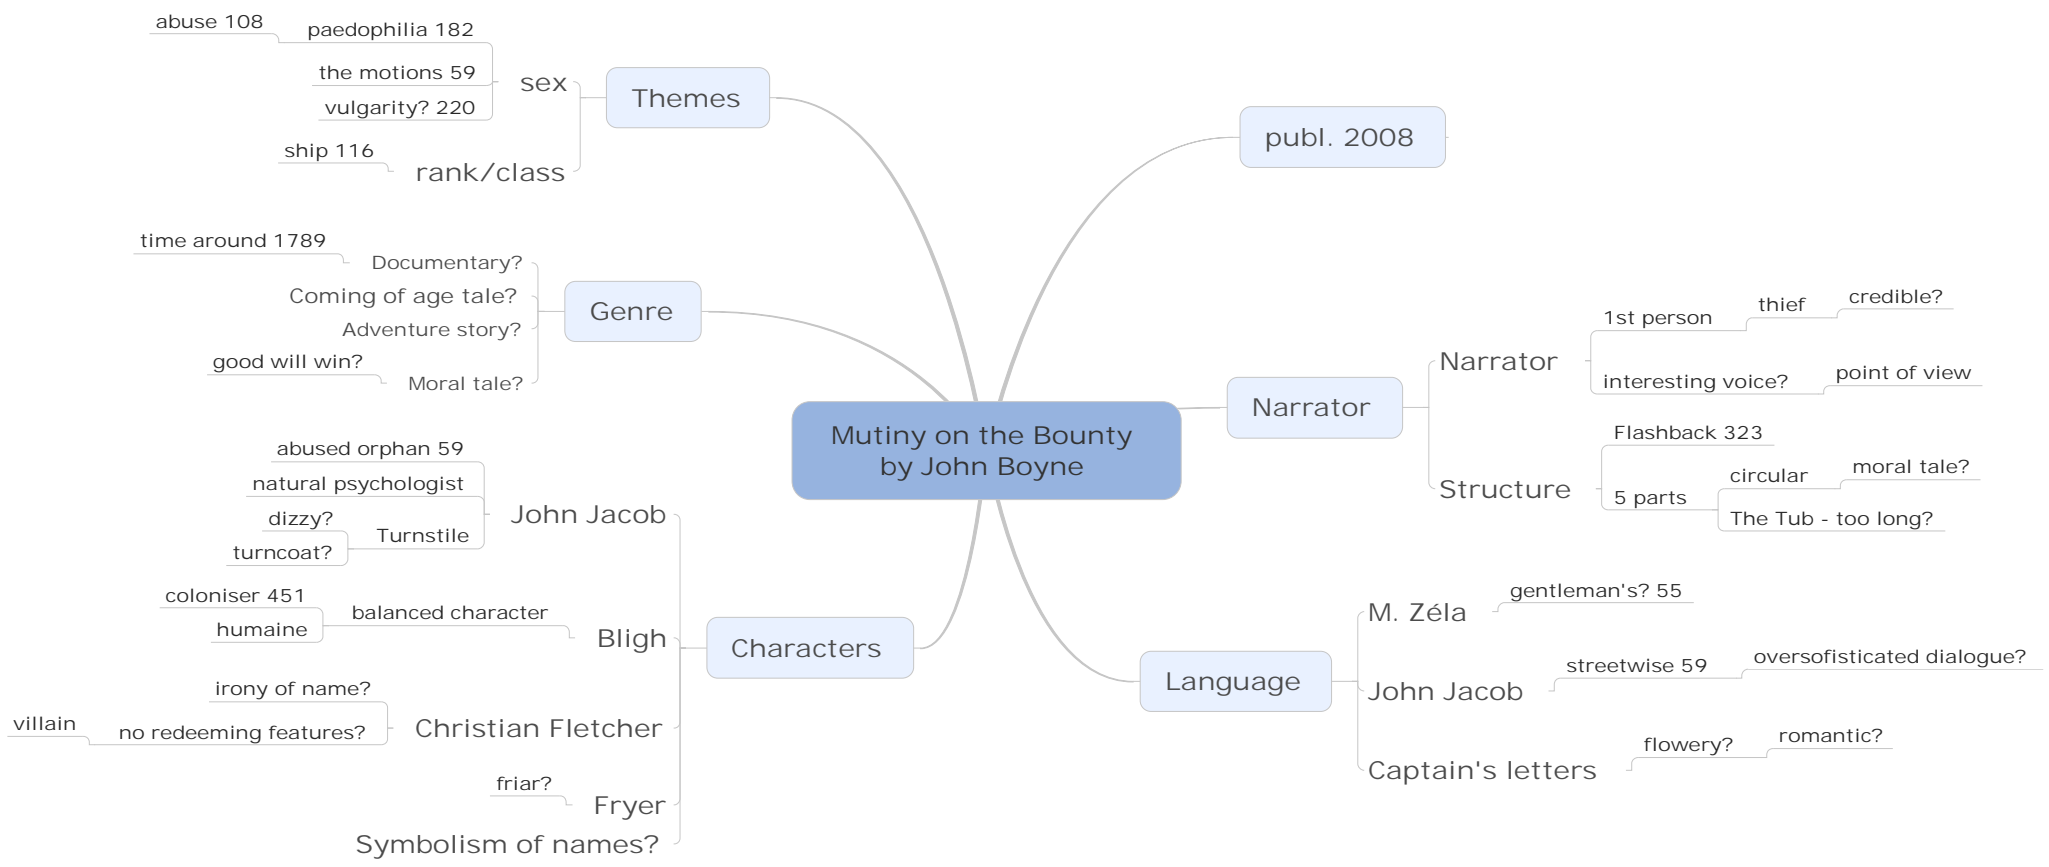 Mutiny on the Bounty
by John Boyne
Themes
sex
paedophilia 182
abuse 108
the motions 59
vulgarity? 220
rank/class
ship 116
Genre
Documentary?
time around 1789
Coming of age tale?
Adventure story?
Moral tale?
good will win?
Characters
John Jacob
abused orphan 59
natural psychologist
Turnstile
dizzy?
turncoat?
Bligh
balanced character
coloniser 451
humaine
Christian Fletcher
irony of name?
no redeeming features?
villain
Fryer
friar?
Symbolism of names?
publ. 2008
Narrator
Narrator
1st person
thief
credible?
interesting voice?
point of view
Structure
Flashback 323
5 parts
circular
moral tale?
The Tub - too long?
Language
M. Zéla
gentleman's? 55
John Jacob
streetwise 59
oversofisticated dialogue?
Captain's letters
flowery?
romantic?